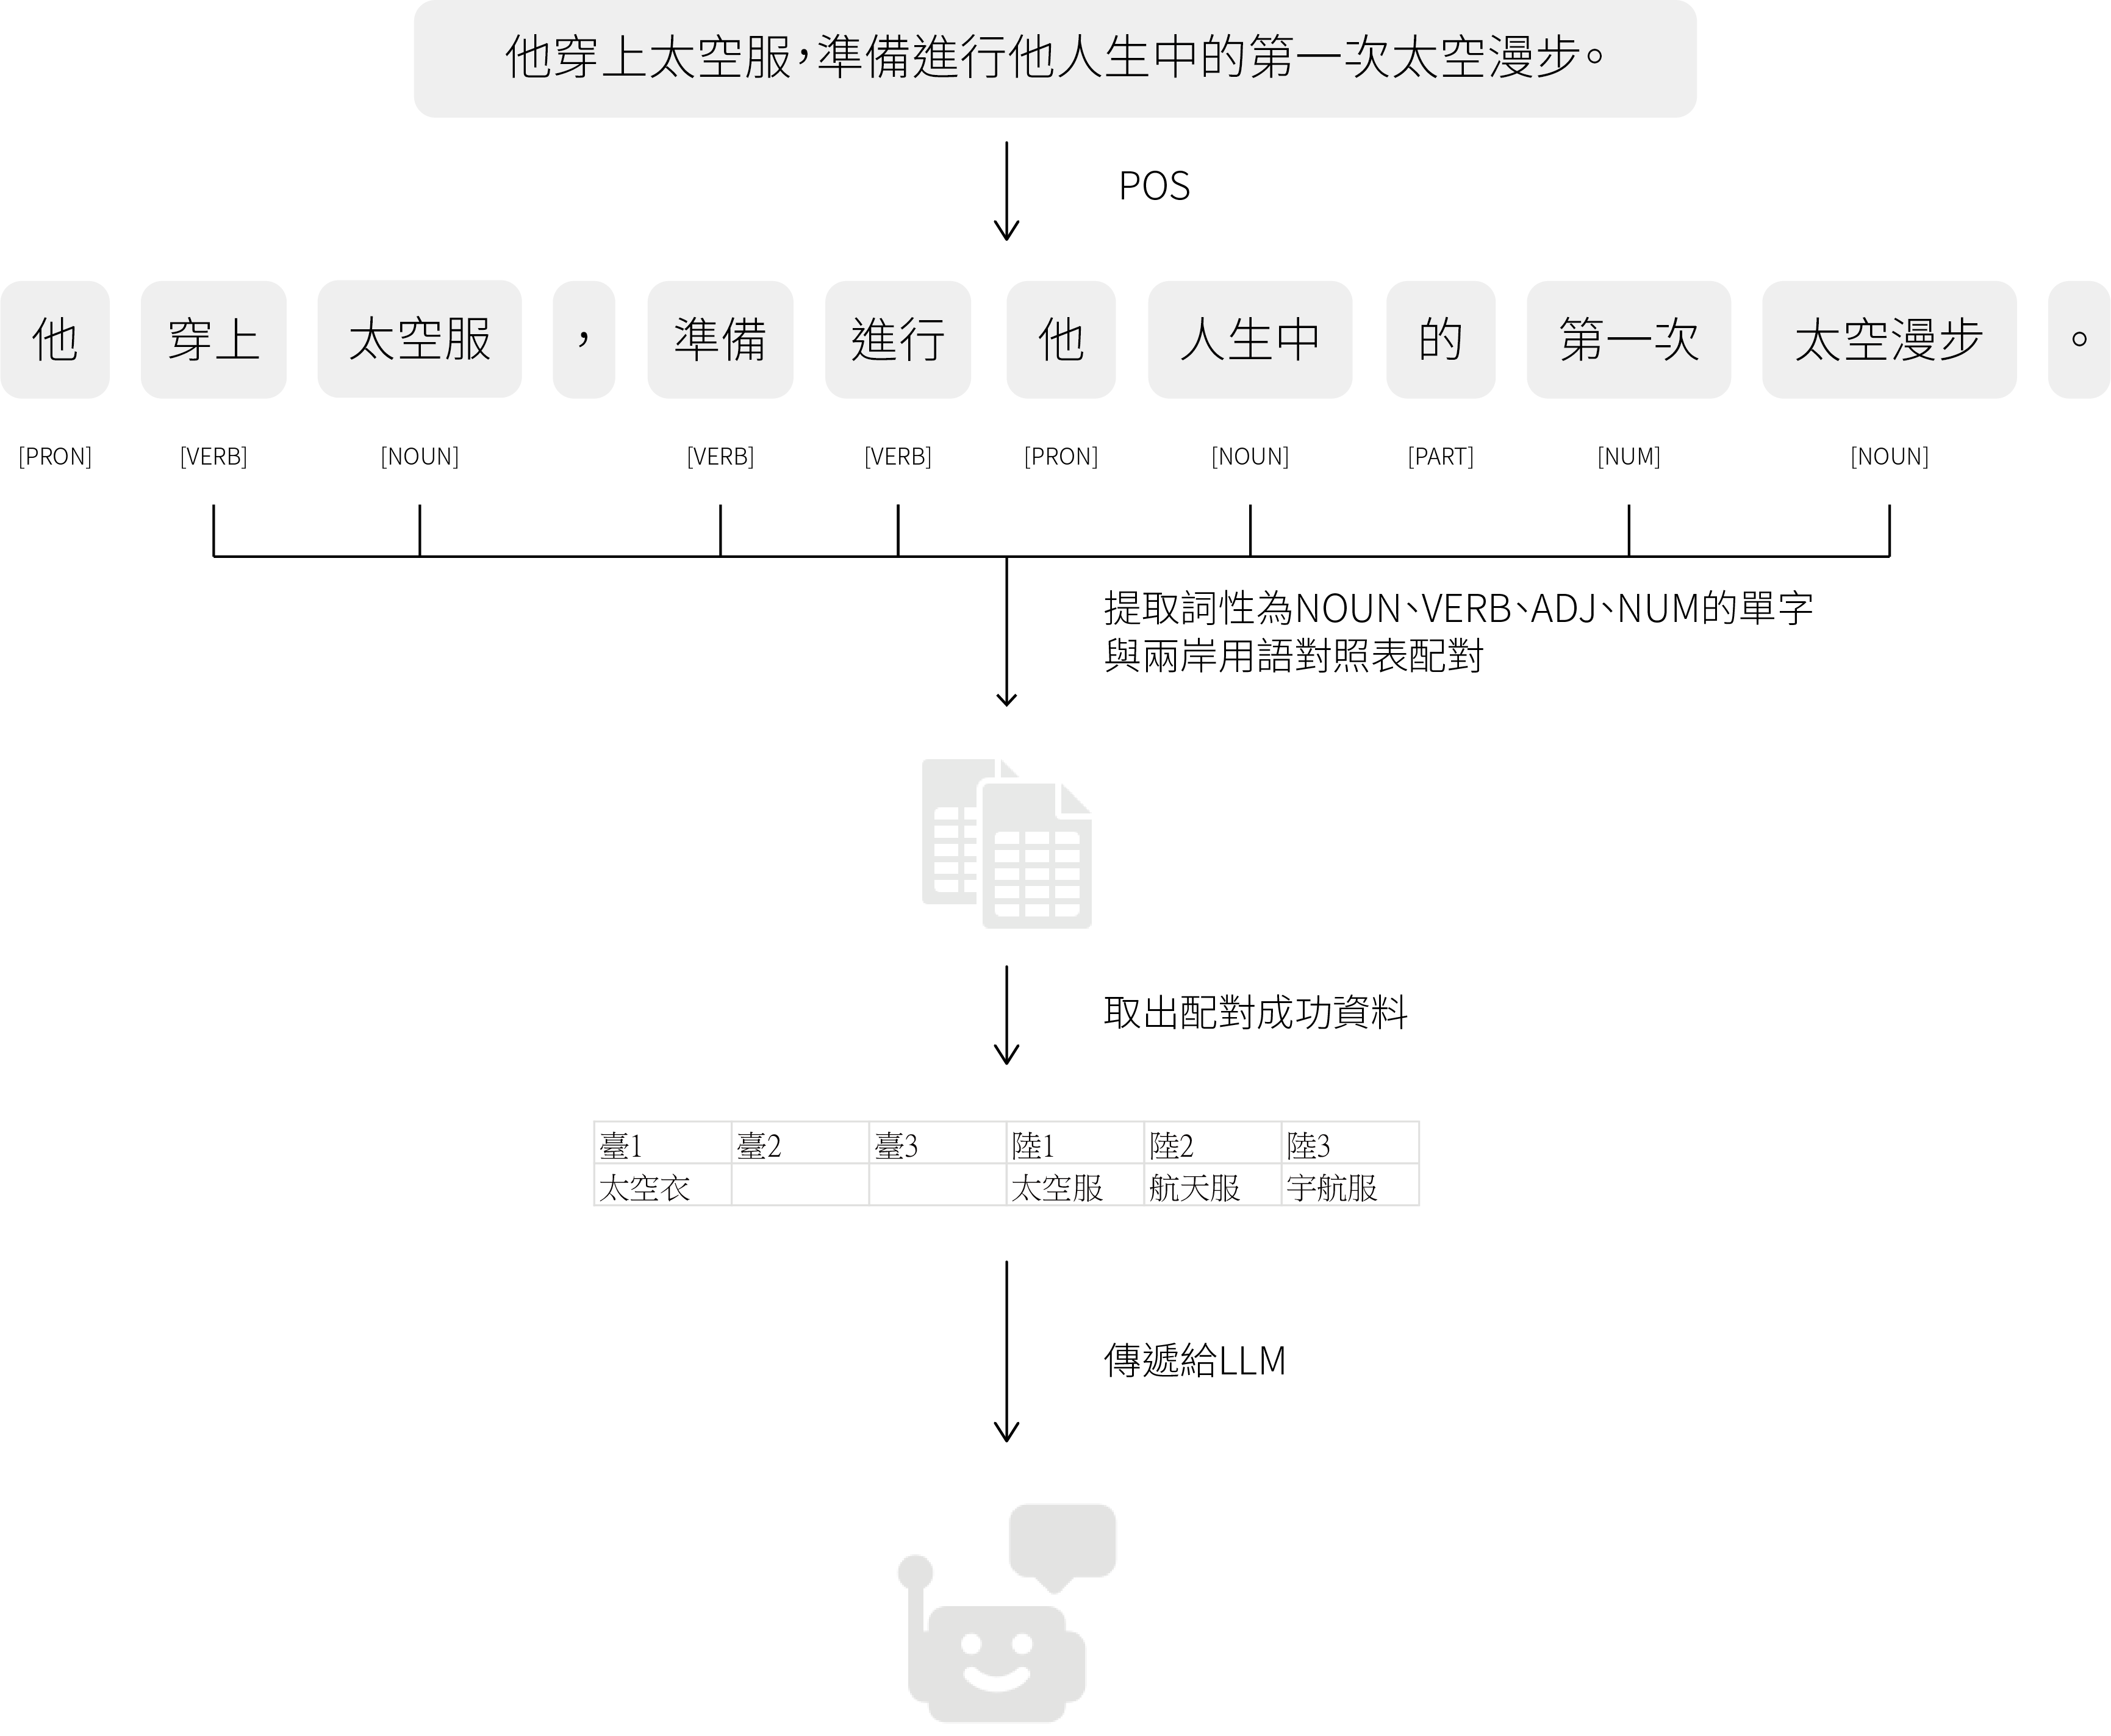 他穿上太空服，準備進行他人生中的第一次太空漫步。
POS
他 穿上 太空服 ， 準備 進行 他 人生中 的 第一次 太空漫步 。
[PRON] [VERB] [NOUN] [VERB] [VERB] [PRON] [NOUN] [PART] [NUM] [NOUN]
提取詞性為NOUN、VERB、ADJ、NUM的單字
與兩岸用語對照表配對
取出配對成功資料
臺1 臺2 臺3 陸1 陸2 陸3
太空衣 太空服 航天服 宇航服
傳遞給LLM